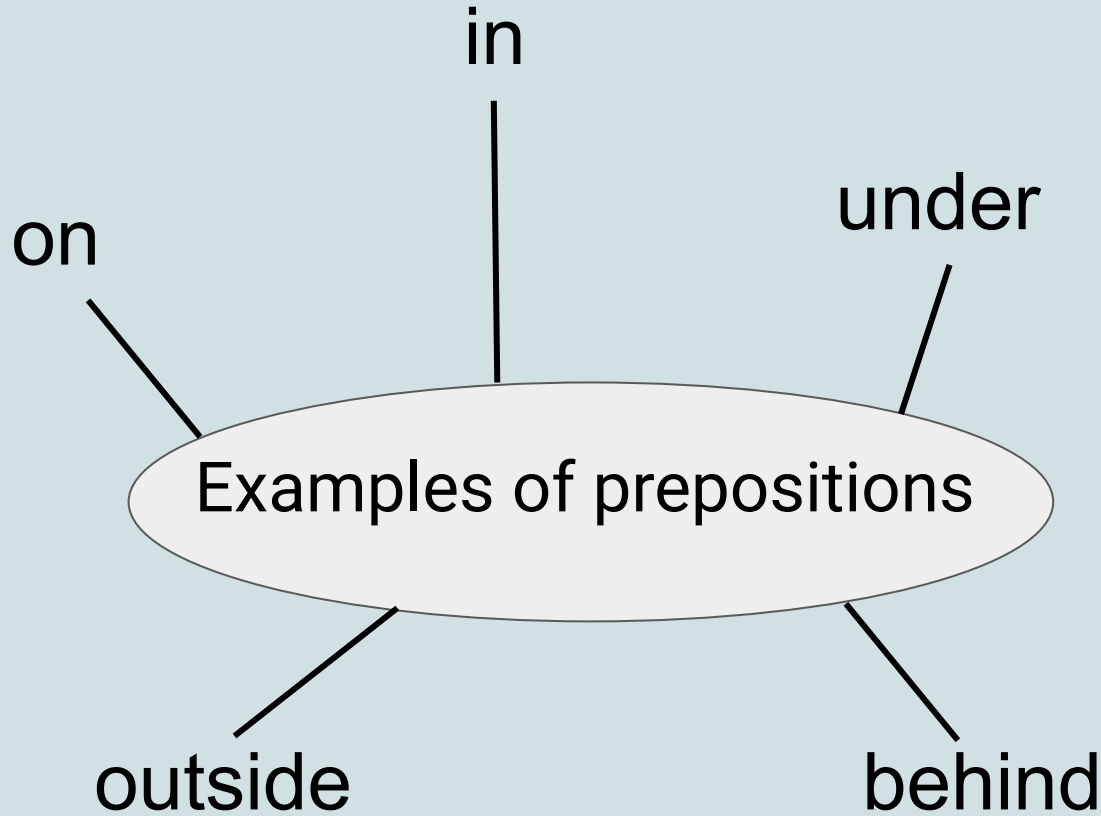 in
under
on
Examples of prepositions
outside
behind